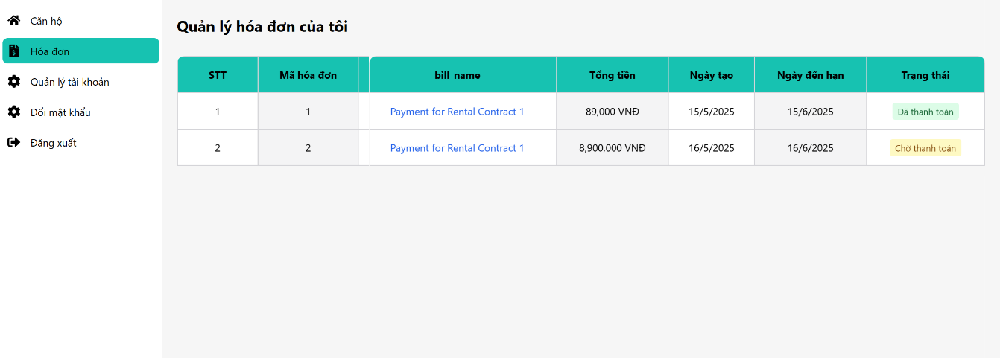 Căn hộ
Hóa đơn
Quản lý tài khoản
Đổi mật khẩu
Đăng xuất
Quản lý hóa đơn của tôi
STT Mã hóa đơn bill_name Tổng tiền Ngày tạo Ngày đến hạn Trạng thái
1 1 Payment for Rental Contract 1 89,000 VNĐ 15/5/2025 15/6/2025 Đã thanh toán
2 2 Payment for Rental Contract 1 8,900,000 VNĐ 16/5/2025 16/6/2025 Chờ thanh toán